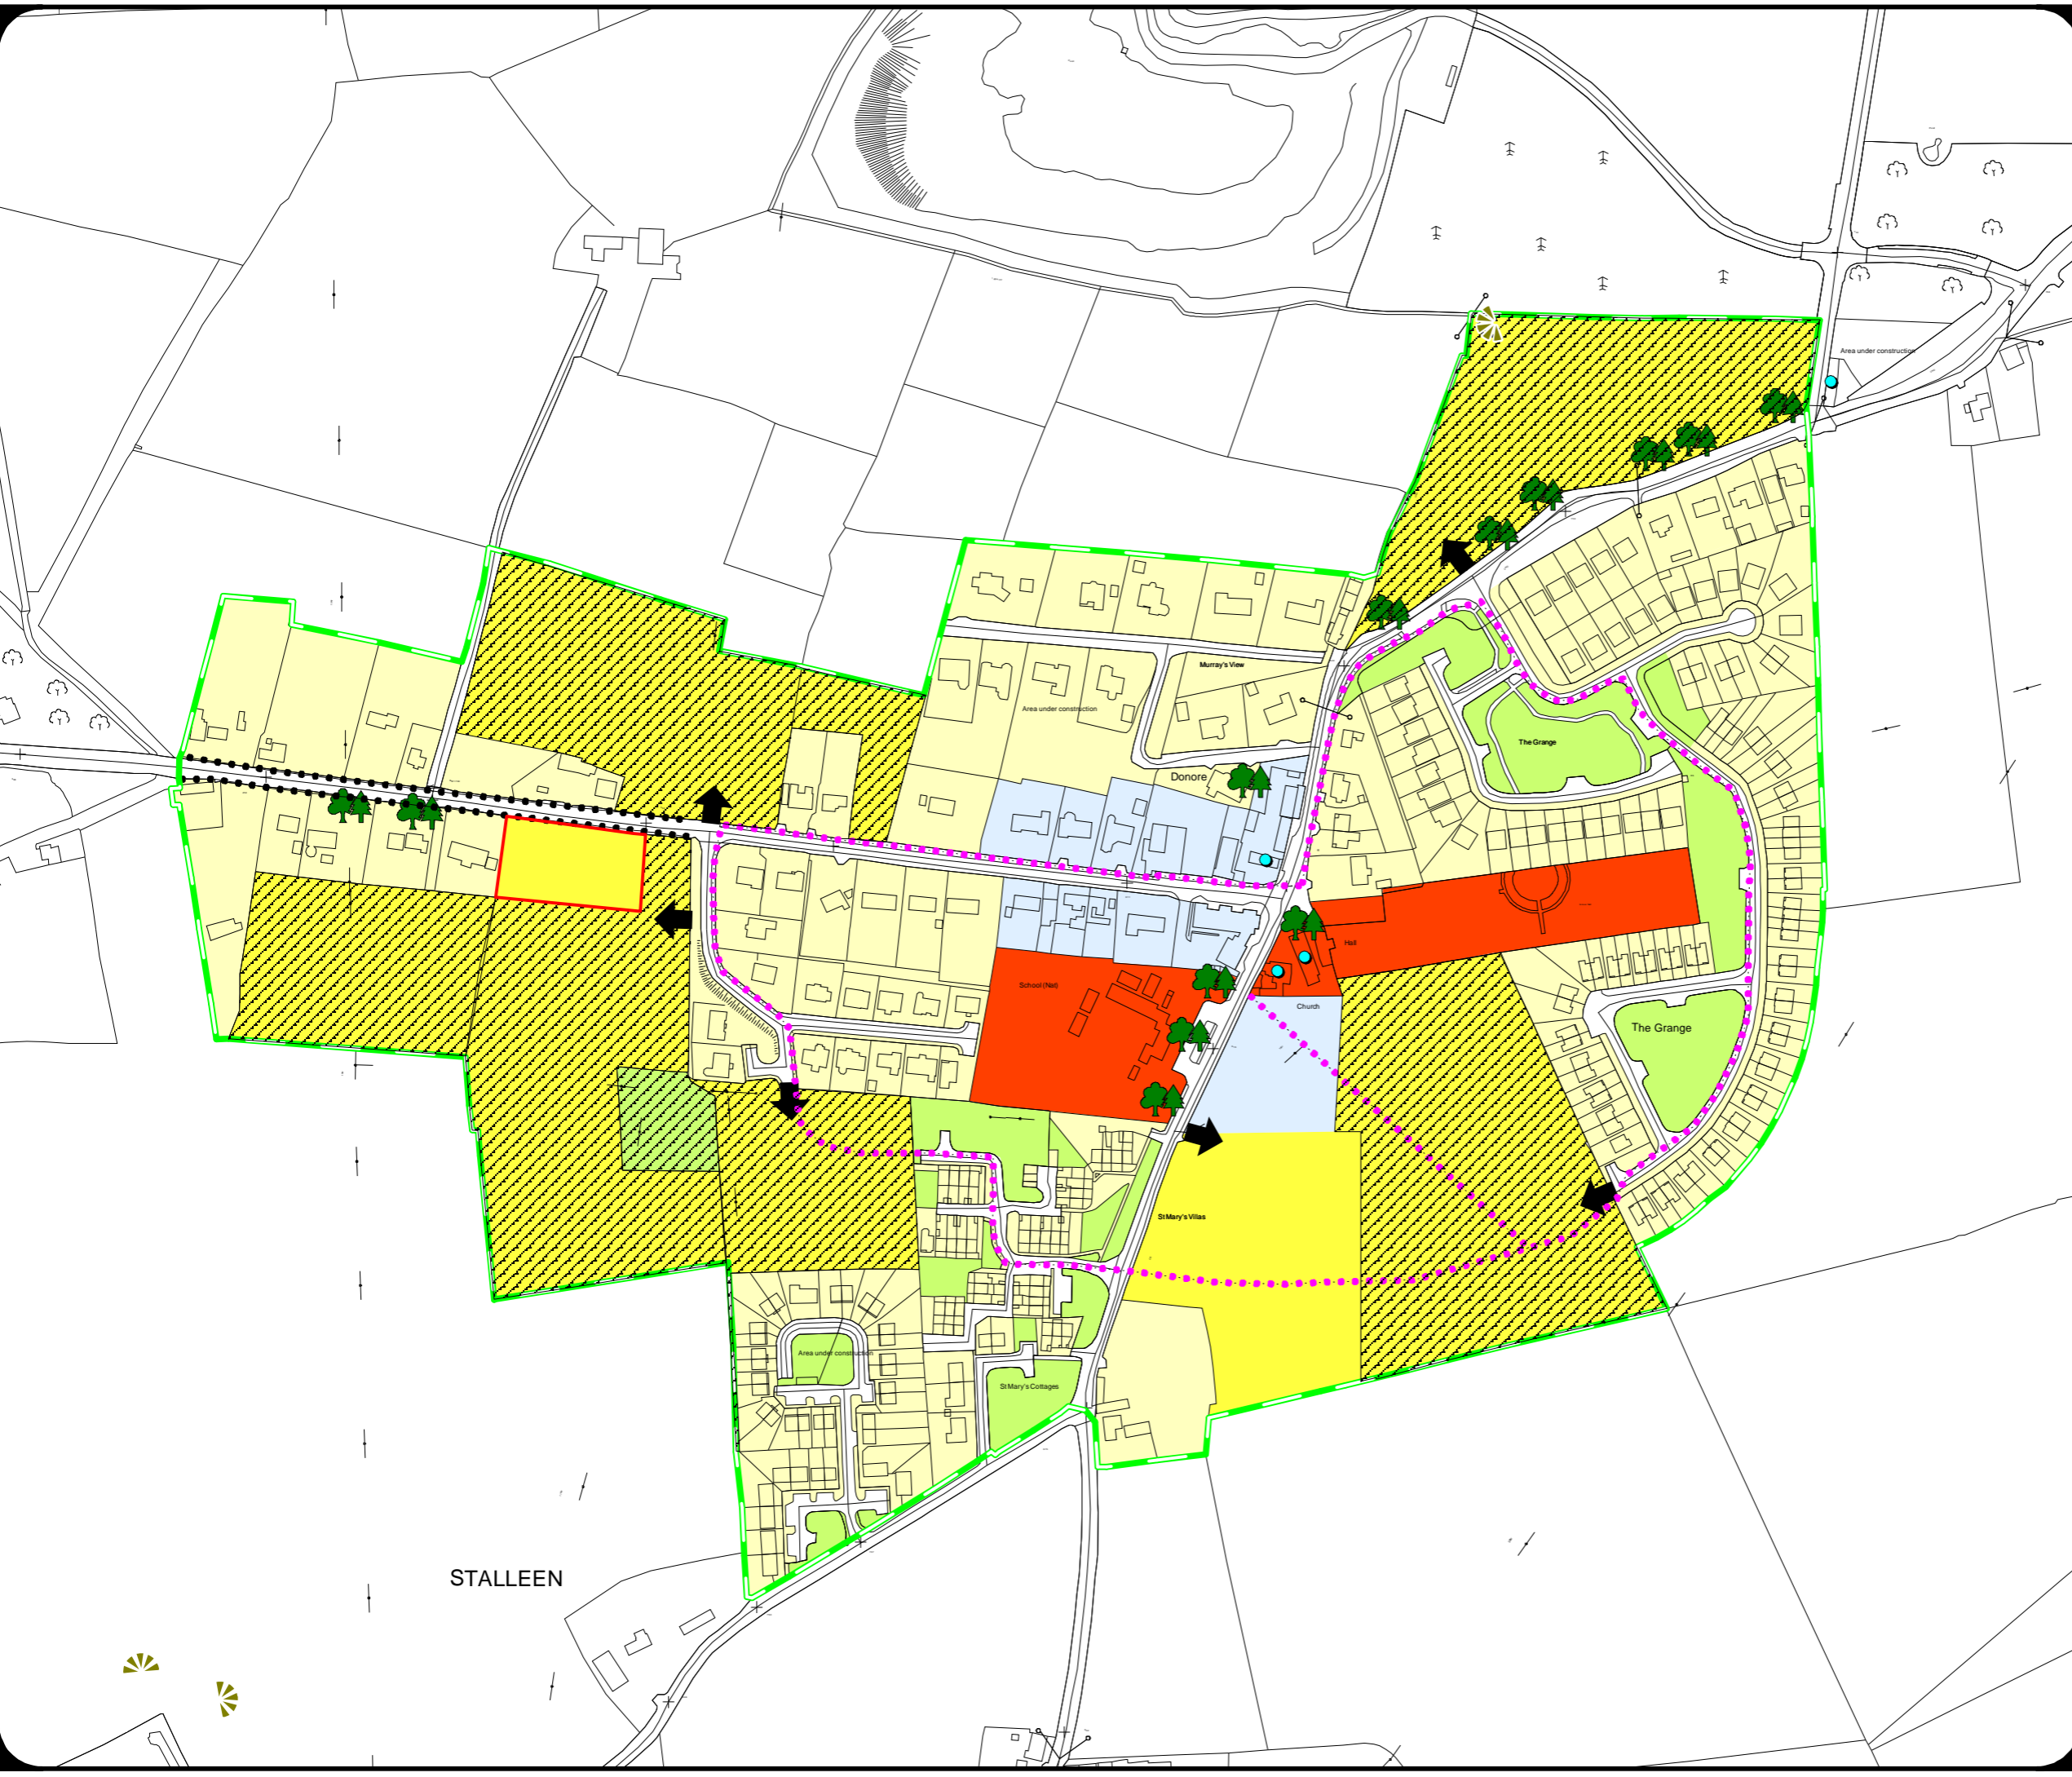 Area under construction
Murray's View
Area under construction
The Grange
Donore
Hall
School (Nat)
Church
The Grange
St Mary's Villas
Area under construction
St Mary's Cottages
STALLEEN